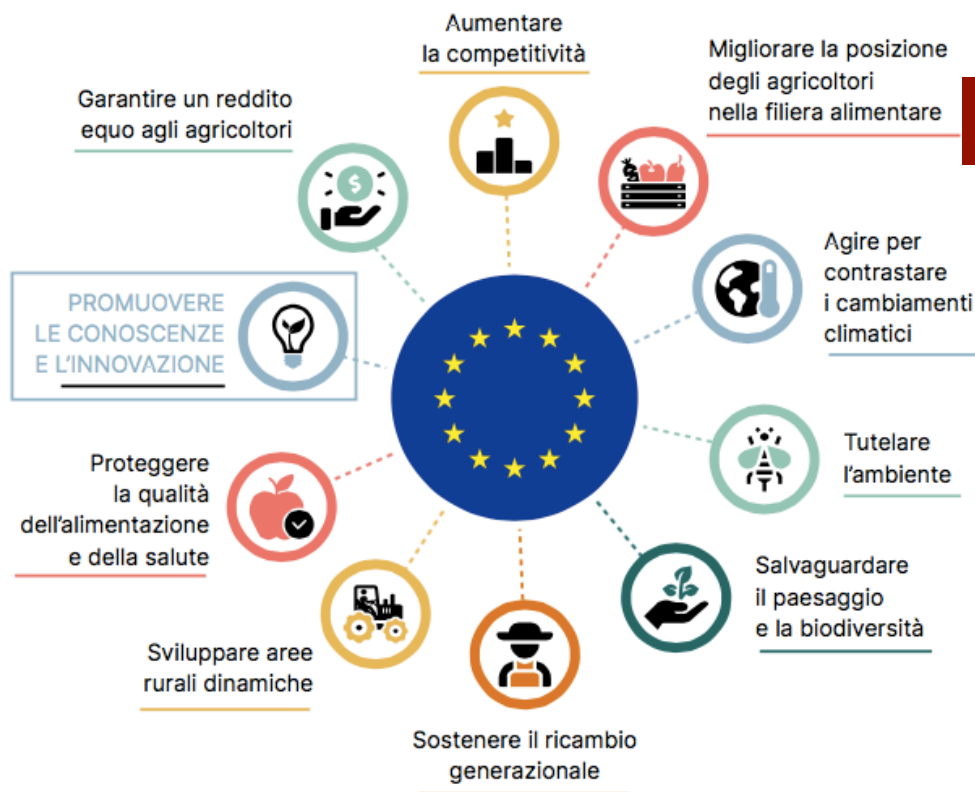 Aumentare
la competitività
Migliorare la posizione
degli agricoltori
nella filiera alimentare
Agire per
contrastare
i cambiamenti
climatici
Tutelare
l'ambiente
Salvaguardare
il paesaggio
e la biodiversità
Sostenere il ricambio
generazionale
Sviluppare aree
rurali dinamiche
Proteggere
la qualità
dell'alimentazione
e della salute
PROMUOVERE
LE CONOSCENZE
E L'INNOVAZIONE
Garantire un reddito
equo agli agricoltori
$